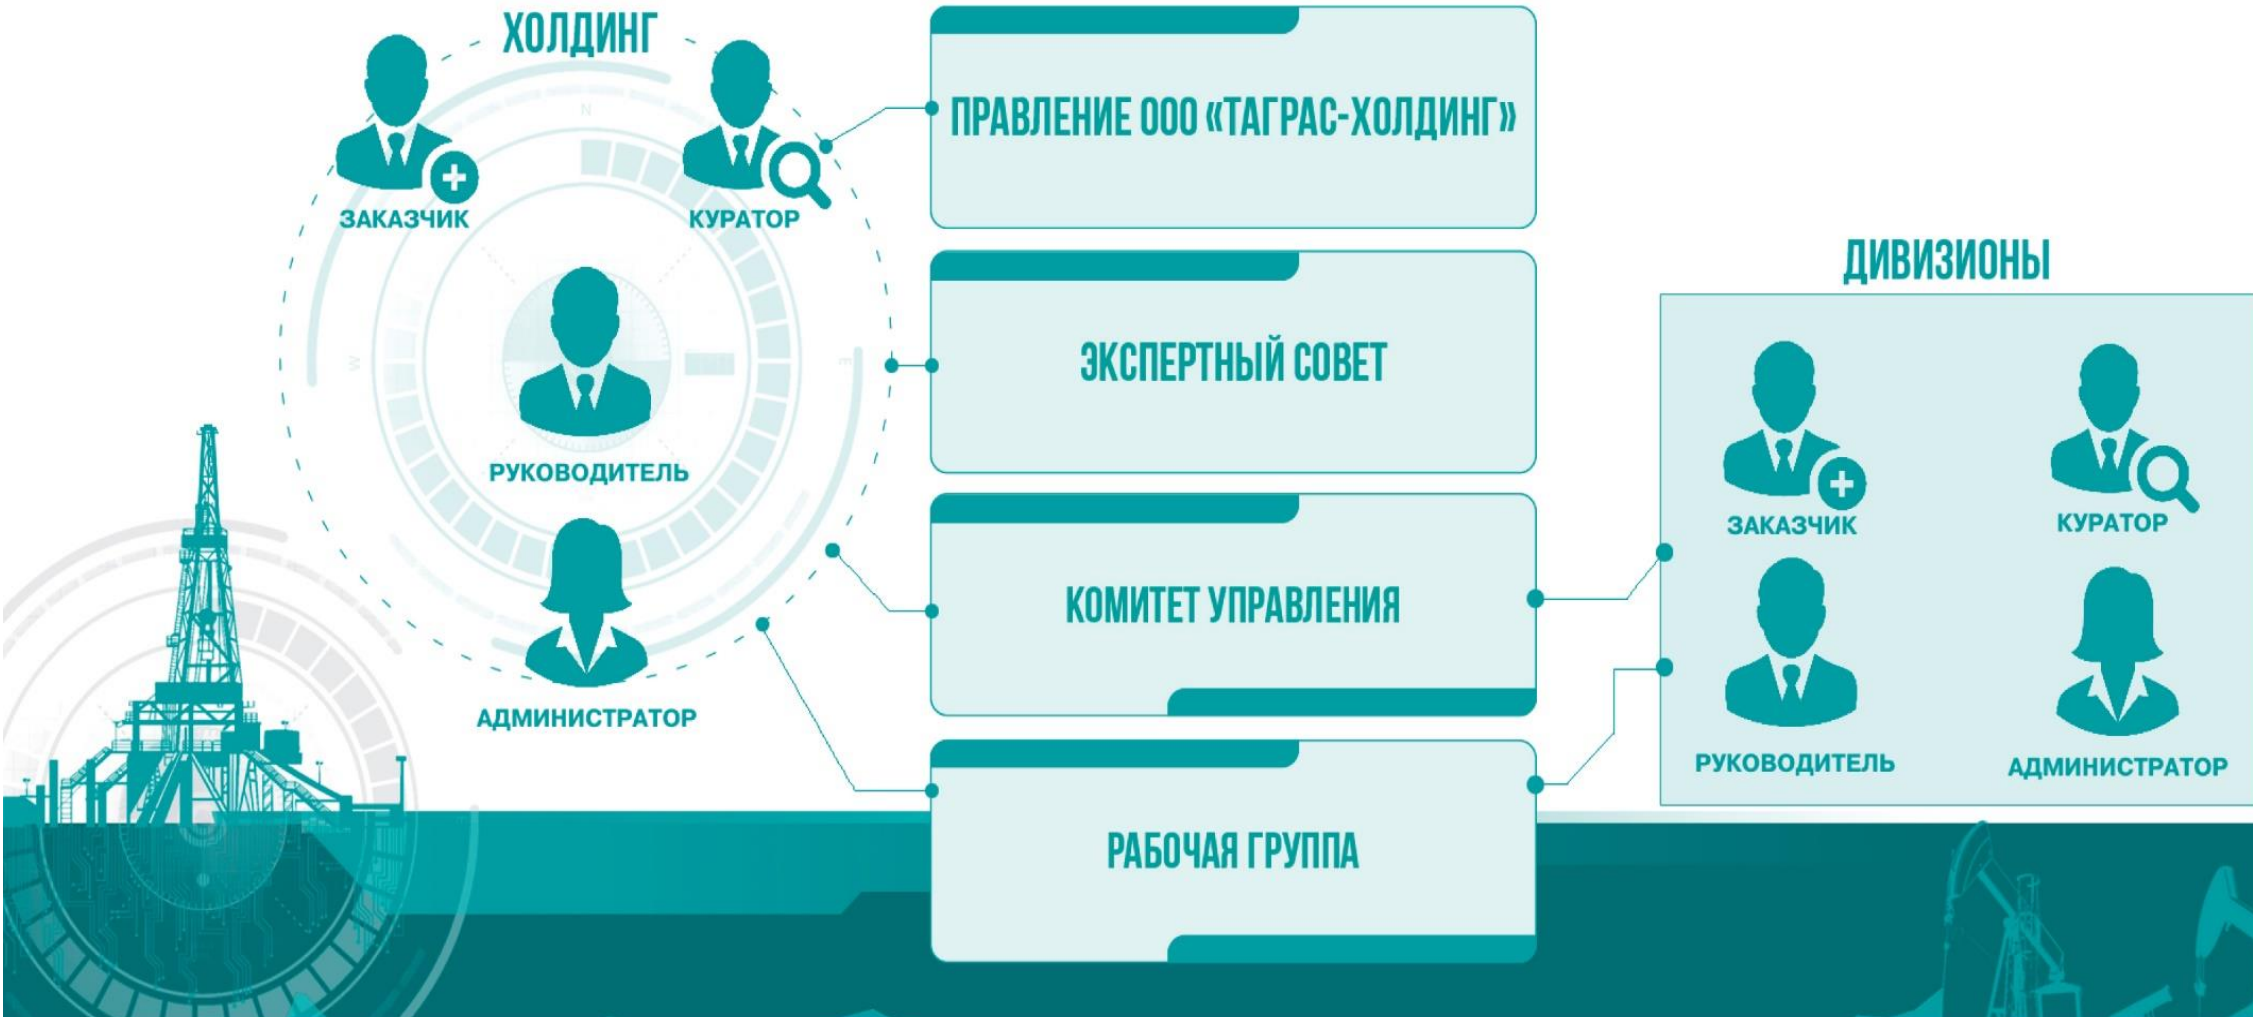 ХОЛДИНГ
ЗАКАЗЧИК
КУРАТОР
РУКОВОДИТЕЛЬ
АДМИНИСТРАТОР
N
W
E
ПРАВЛЕНИЕ ООО «ТАГРАС-ХОЛДИНГ»
ЭКСПЕРТНЫЙ СОВЕТ
КОМИТЕТ УПРАВЛЕНИЯ
РАБОЧАЯ ГРУППА
ДИВИЗИОНЫ
ЗАКАЗЧИК
КУРАТОР
РУКОВОДИТЕЛЬ
АДМИНИСТРАТОР